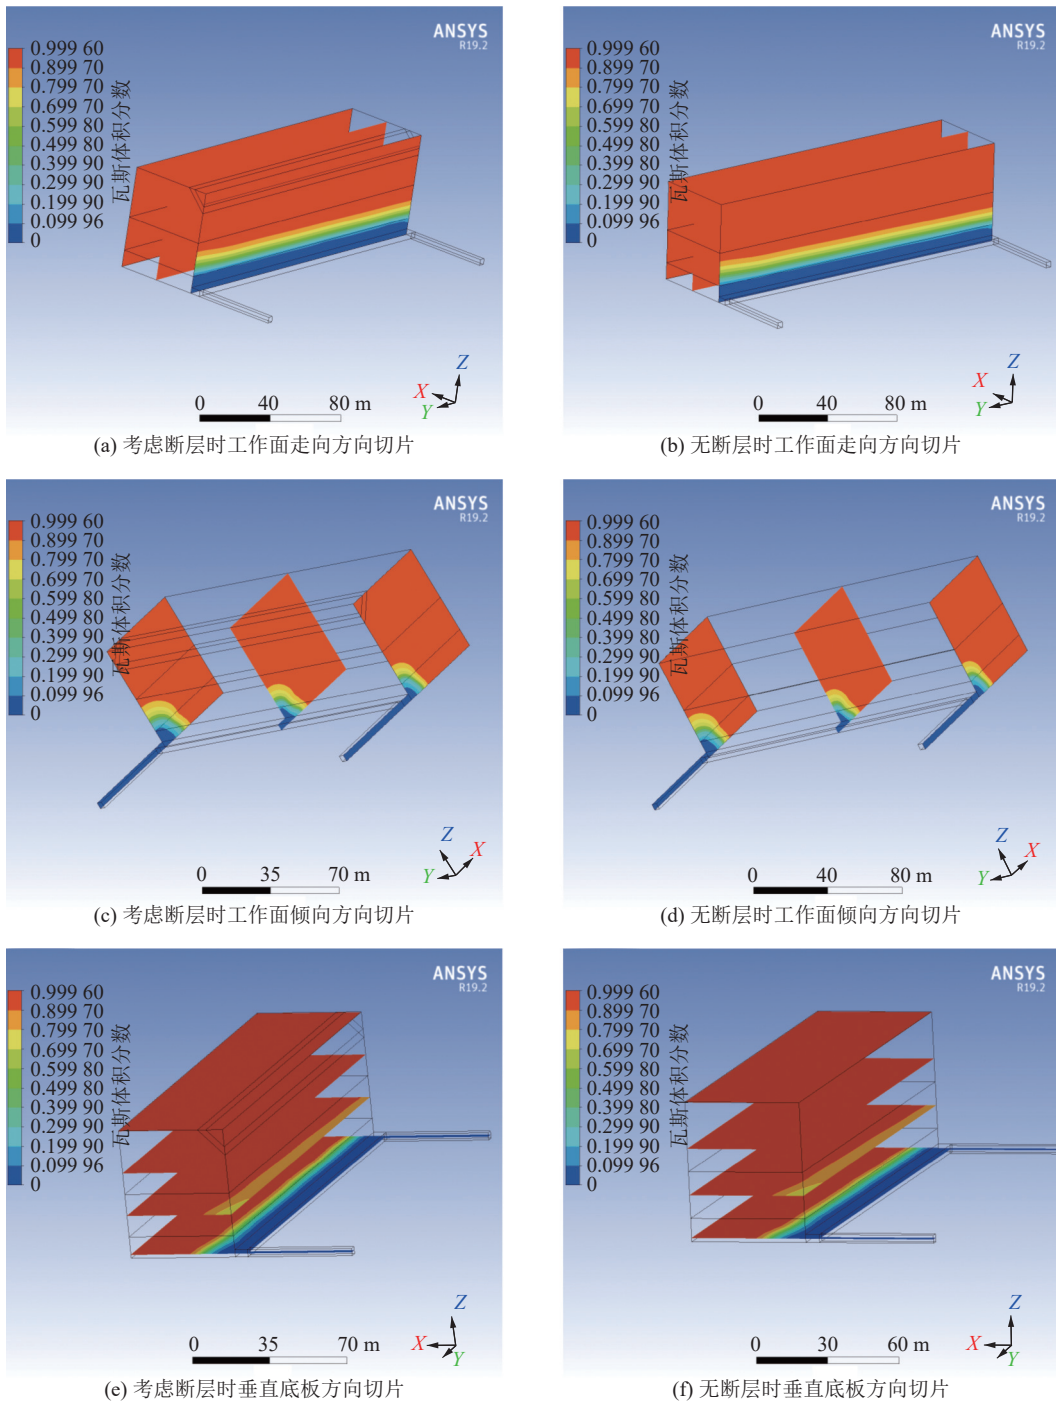 ANSYS
R19.2
0.999 60
0.899 70
0.799 70
0.699 70
0.599 80
0.499 80
0.399 90
0.299 90
0.199 90
0.099 96
0
瓦斯体积分数
Z
X
Y
0 40 80 m
(a) 考虑断层时工作面走向方向切片
ANSYS
R19.2
0.999 60
0.899 70
0.799 70
0.699 70
0.599 80
0.499 80
0.399 90
0.299 90
0.199 90
0.099 96
0
瓦斯体积分数
Z
X
Y
0 40 80 m
(b) 无断层时工作面走向方向切片
ANSYS
R19.2
0.999 60
0.899 70
0.799 70
0.699 70
0.599 80
0.499 80
0.399 90
0.299 90
0.199 90
0.099 96
0
瓦斯体积分数
Z
X
Y
0 35 70 m
(c) 考虑断层时工作面倾向方向切片
ANSYS
R19.2
0.999 60
0.899 70
0.799 70
0.699 70
0.599 80
0.499 80
0.399 90
0.299 90
0.199 90
0.099 96
0
瓦斯体积分数
Z
X
Y
0 40 80 m
(d) 无断层时工作面倾向方向切片
ANSYS
R19.2
0.999 60
0.899 70
0.799 70
0.699 70
0.599 80
0.499 80
0.399 90
0.299 90
0.199 90
0.099 96
0
瓦斯体积分数
Z
X
Y
0 35 70 m
(e) 考虑断层时垂直底板方向切片
ANSYS
R19.2
0.999 60
0.899 70
0.799 70
0.699 70
0.599 80
0.499 80
0.399 90
0.299 90
0.199 90
0.099 96
0
瓦斯体积分数
Z
X
Y
0 30 60 m
(f) 无断层时垂直底板方向切片